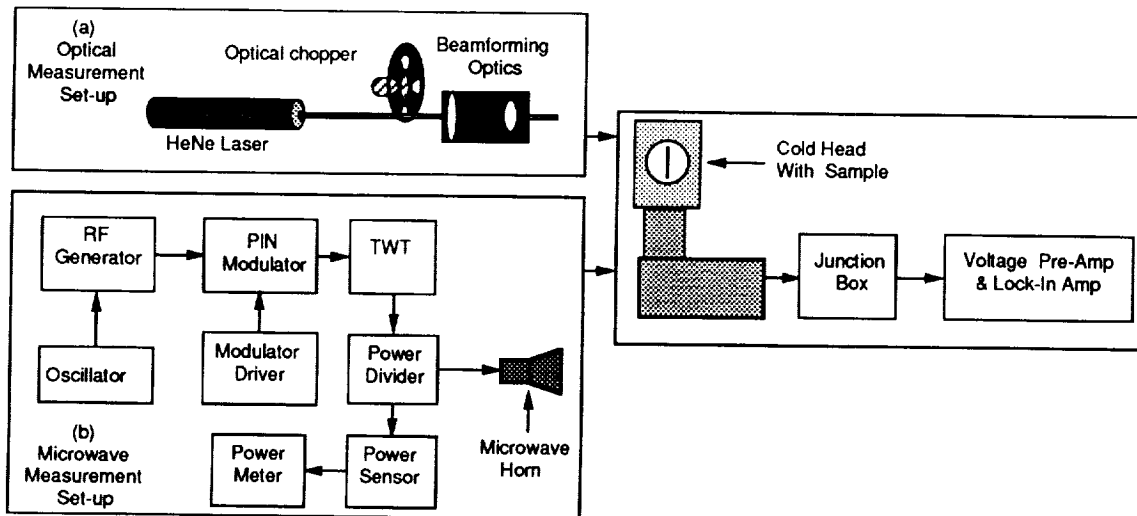 (a)
Optical
Measurement
Set-up
Optical chopper
Beamforming
Optics
HeNe Laser
Cold Head
With Sample
Junction
Box
Voltage Pre-Amp
& Lock-In Amp
RF
Generator
PIN
Modulator
TWT
Oscillator
Modulator
Driver
Power
Divider
Microwave
Horn
(b)
Microwave
Measurement
Set-up
Power
Meter
Power
Sensor